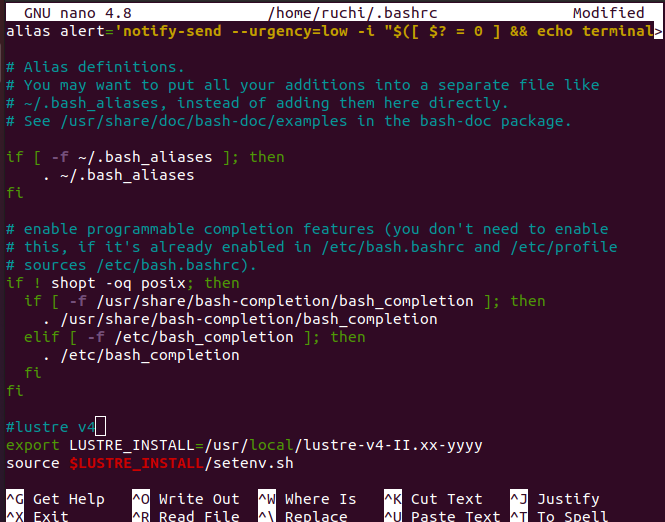 GNU nano 4.8 /home/ruchi/.bashrc Modified
alias alert='notify-send --urgency=low -i "$([ $? = 0 ] && echo terminal>
# Alias definitions.
# You may want to put all your additions into a separate file like
# ~/.bash_aliases, instead of adding them here directly.
# See /usr/share/doc/bash-doc/examples in the bash-doc package.
if [ -f ~/.bash_aliases ]; then
    . ~/.bash_aliases
fi
# enable programmable completion features (you don't need to enable
# this, if it's already enabled in /etc/bash.bashrc and /etc/profile
# sources /etc/bash.bashrc).
if ! shopt -oq posix; then
  if [ -f /usr/share/bash-completion/bash_completion ]; then
    . /usr/share/bash-completion/bash_completion
  elif [ -f /etc/bash_completion ]; then
    . /etc/bash_completion
  fi
fi
#lustre v4
export LUSTRE_INSTALL=/usr/local/lustre-v4-II.xx-yyyy
source $LUSTRE_INSTALL/setenv.sh
^G Get Help ^O Write Out ^W Where Is ^K Cut Text ^J Justify
^X Exit ^R Read File ^\ Replace ^U Paste Text ^T To Spell